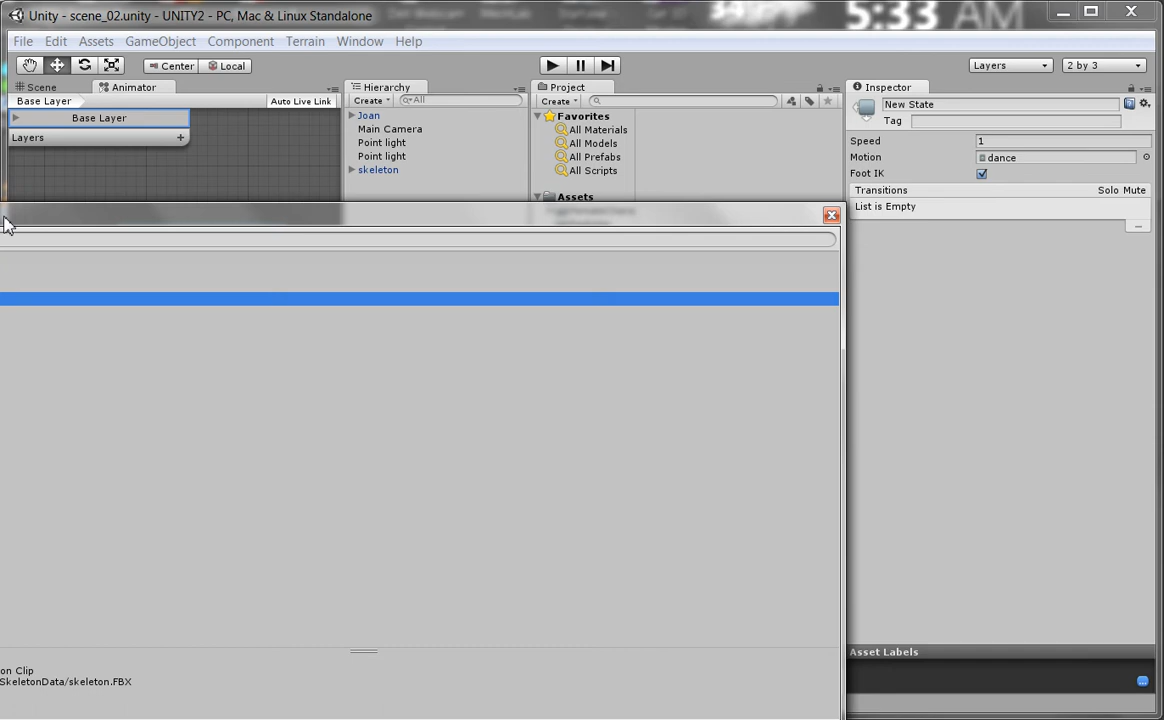 Unity - scene_02.unity - UNITY2 - PC, Mac & Linux Standalone
5:33 AM
File Edit Assets GameObject Component Terrain Window Help
Center Local Layers 2 by 3
Scene Animator Hierarchy Project Inspector
Base Layer Auto Live Link Create All Create New State
Base Layer Joan Favorites Tag
Layers Main Camera All Materials
Point light All Models Speed 1
Point light All Prefabs Motion dance
skeleton All Scripts Foot IK
Transitions Solo Mute
Assets
List is Empty
Asset Labels
on Clip
SkeletonData/skeleton.FBX